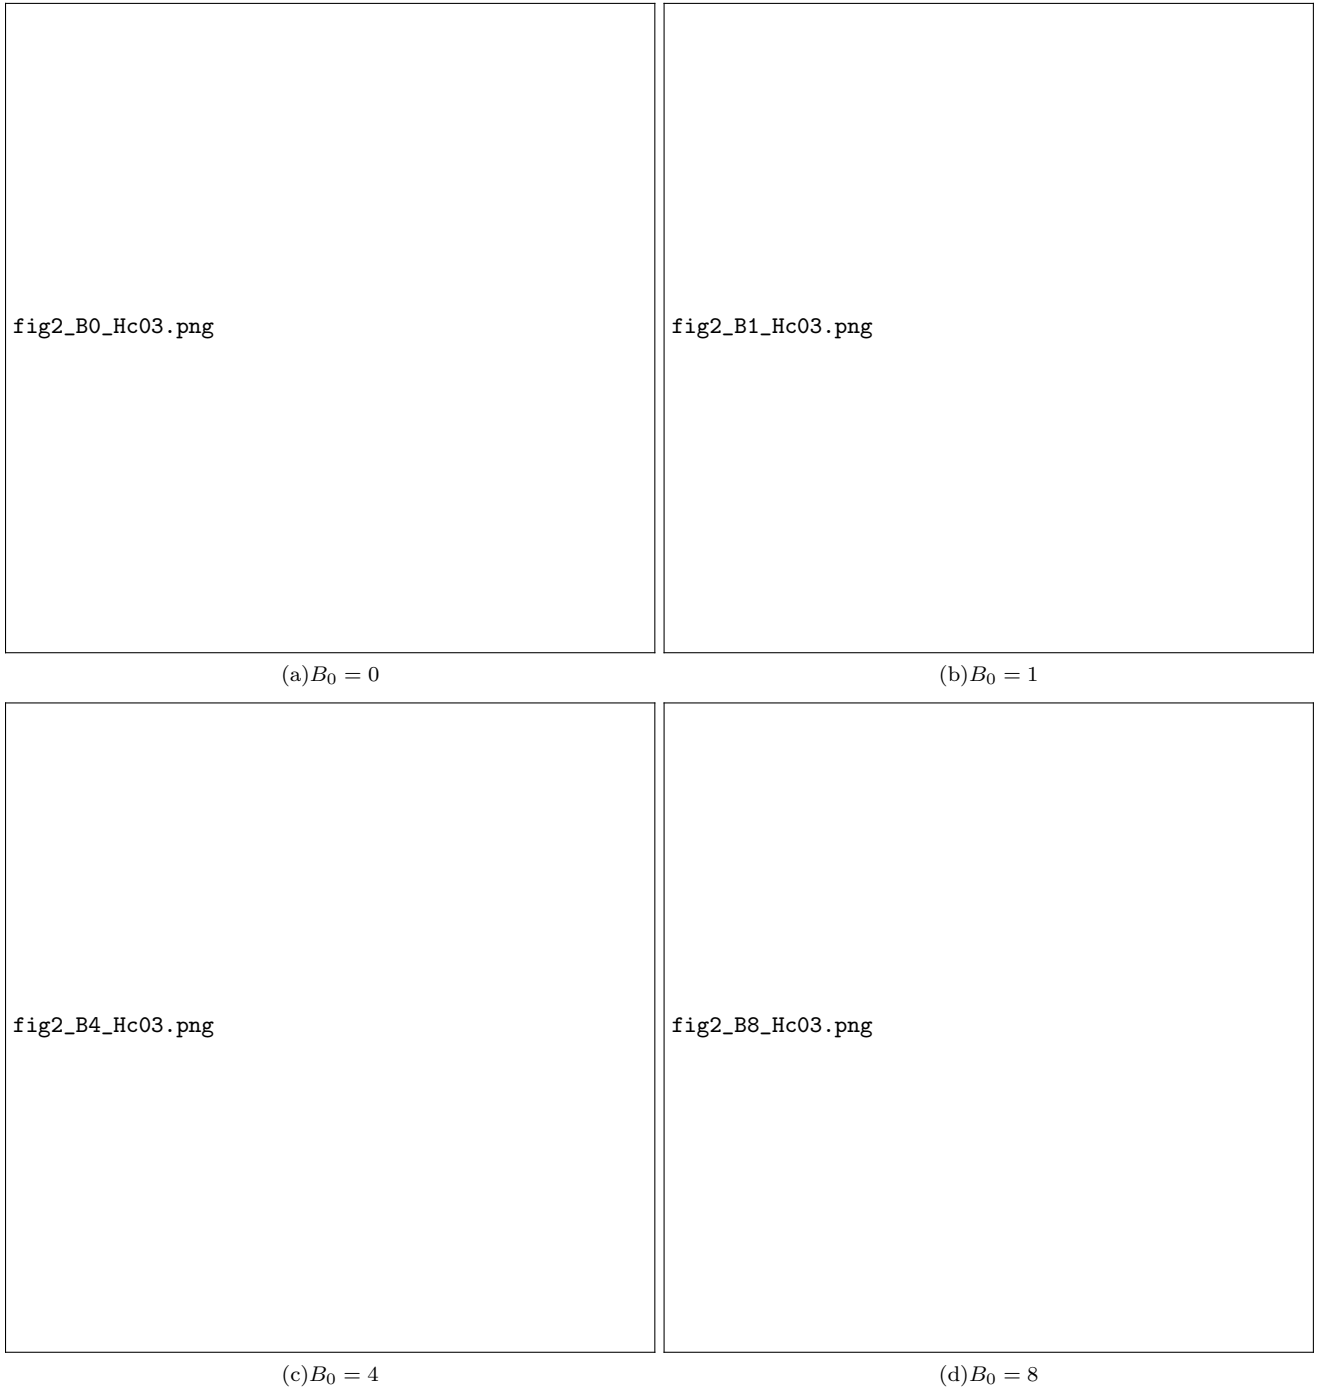 fig2_B0_Hc03.png
fig2_B1_Hc03.png
(a)B₀ = 0
(b)B₀ = 1
fig2_B4_Hc03.png
fig2_B8_Hc03.png
(c)B₀ = 4
(d)B₀ = 8